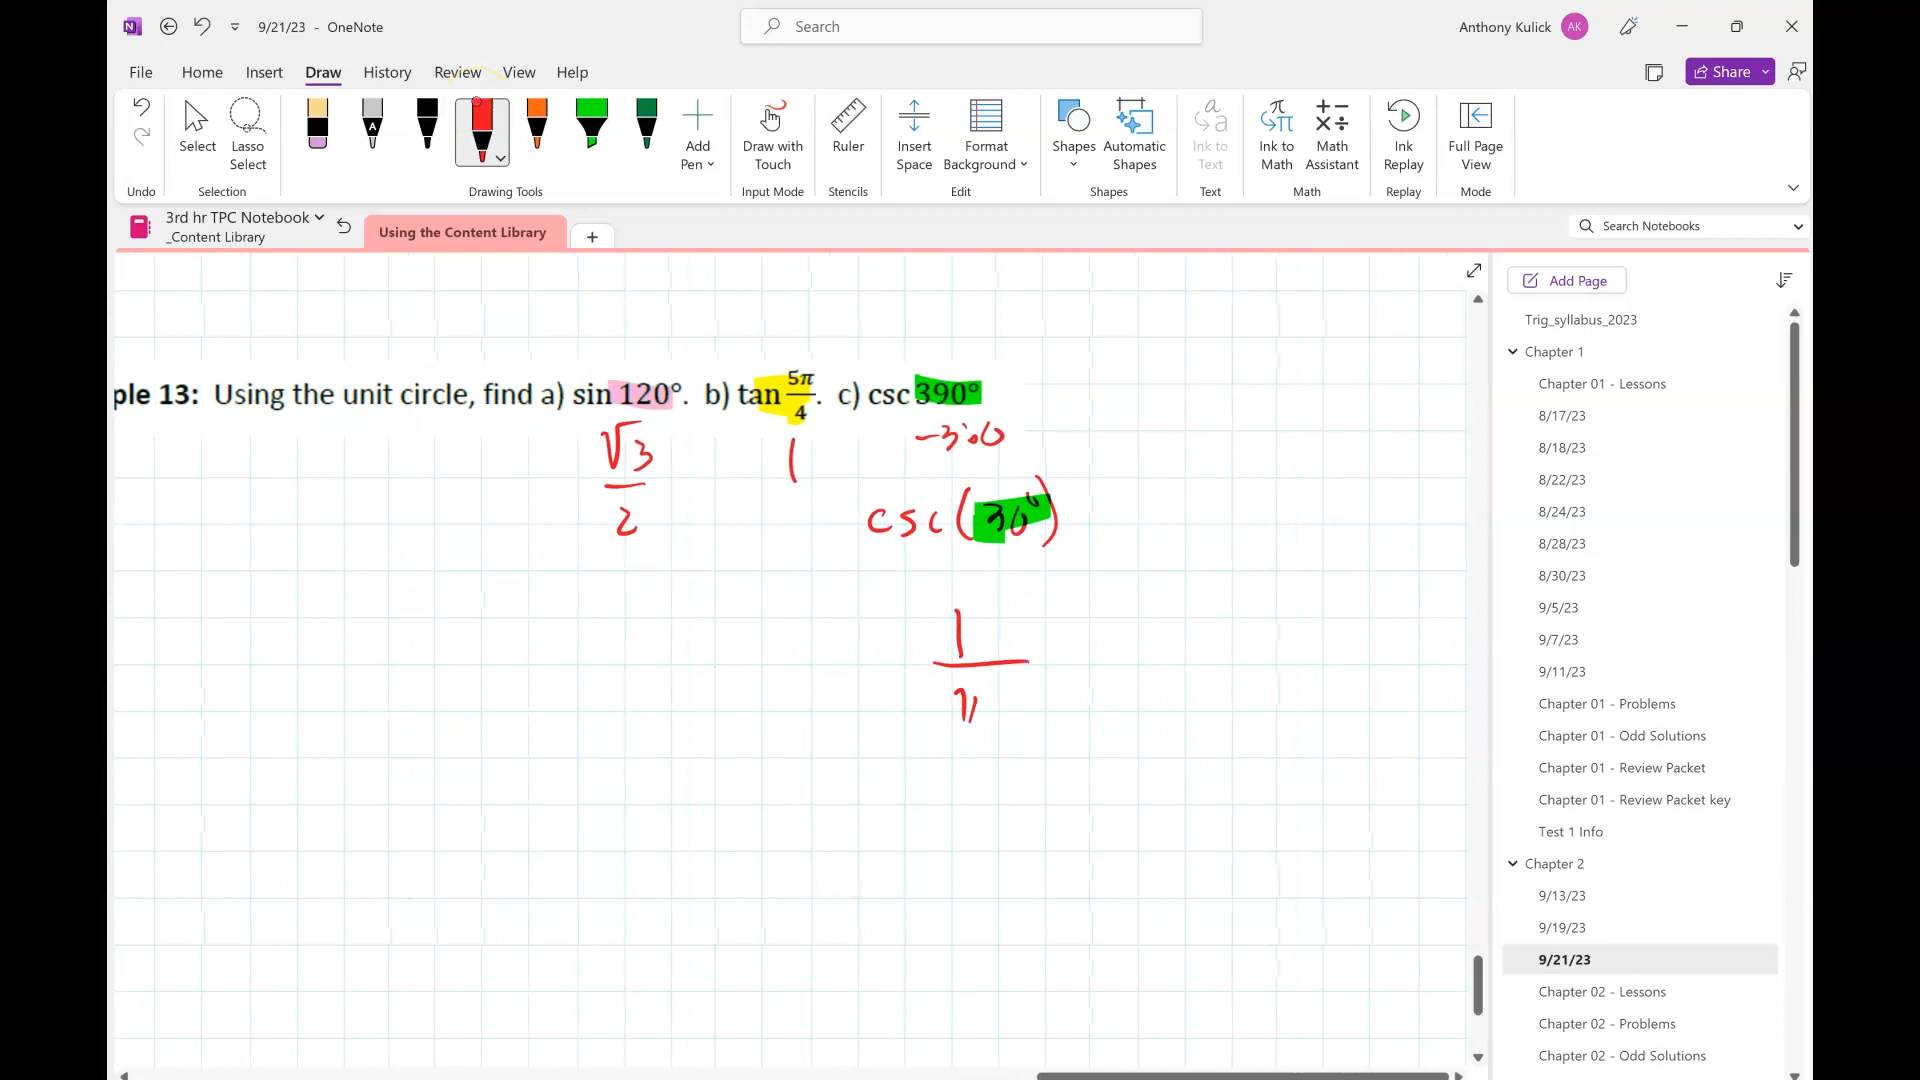 9/21/23 - OneNote
Search
Anthony Kulick AK
File Home Insert Draw History Review View Help
Share
Select
Lasso Select
A
Add Pen
Draw with Touch
Ruler
Insert Space
Format Background
Shapes
Automatic Shapes
Ink to Text
Ink to Math
Math Assistant
Ink Replay
Full Page View
Undo Selection Drawing Tools Input Mode Stencils Edit Shapes Text Math Replay Mode
3rd hr TPC Notebook
_Content Library
Using the Content Library
Search Notebooks
Add Page
Trig_syllabus_2023
Chapter 1
Chapter 01 - Lessons
8/17/23
8/18/23
8/22/23
8/24/23
8/28/23
8/30/23
9/5/23
9/7/23
9/11/23
Chapter 01 - Problems
Chapter 01 - Odd Solutions
Chapter 01 - Review Packet
Chapter 01 - Review Packet key
Test 1 Info
Chapter 2
9/13/23
9/19/23
9/21/23
Chapter 02 - Lessons
Chapter 02 - Problems
Chapter 02 - Odd Solutions
ple 13: Using the unit circle, find a) sin 120°. b) tan 5π/4. c) csc 390°
√3/2
1
-360
csc(30°)
1